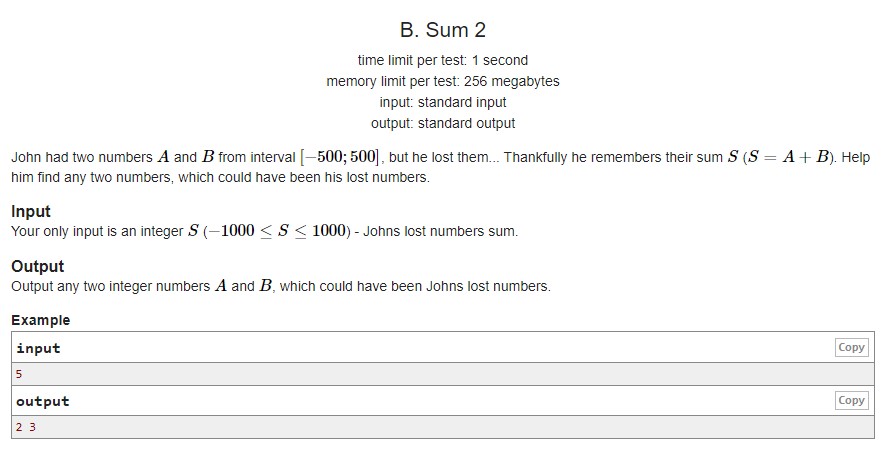 B. Sum 2
time limit per test: 1 second
memory limit per test: 256 megabytes
input: standard input
output: standard output
John had two numbers A and B from interval [−500; 500], but he lost them... Thankfully he remembers their sum S (S = A + B). Help
him find any two numbers, which could have been his lost numbers.
Input
Your only input is an integer S (−1000 ≤ S ≤ 1000) - Johns lost numbers sum.
Output
Output any two integer numbers A and B, which could have been Johns lost numbers.
Example
input Copy
5
output Copy
2 3